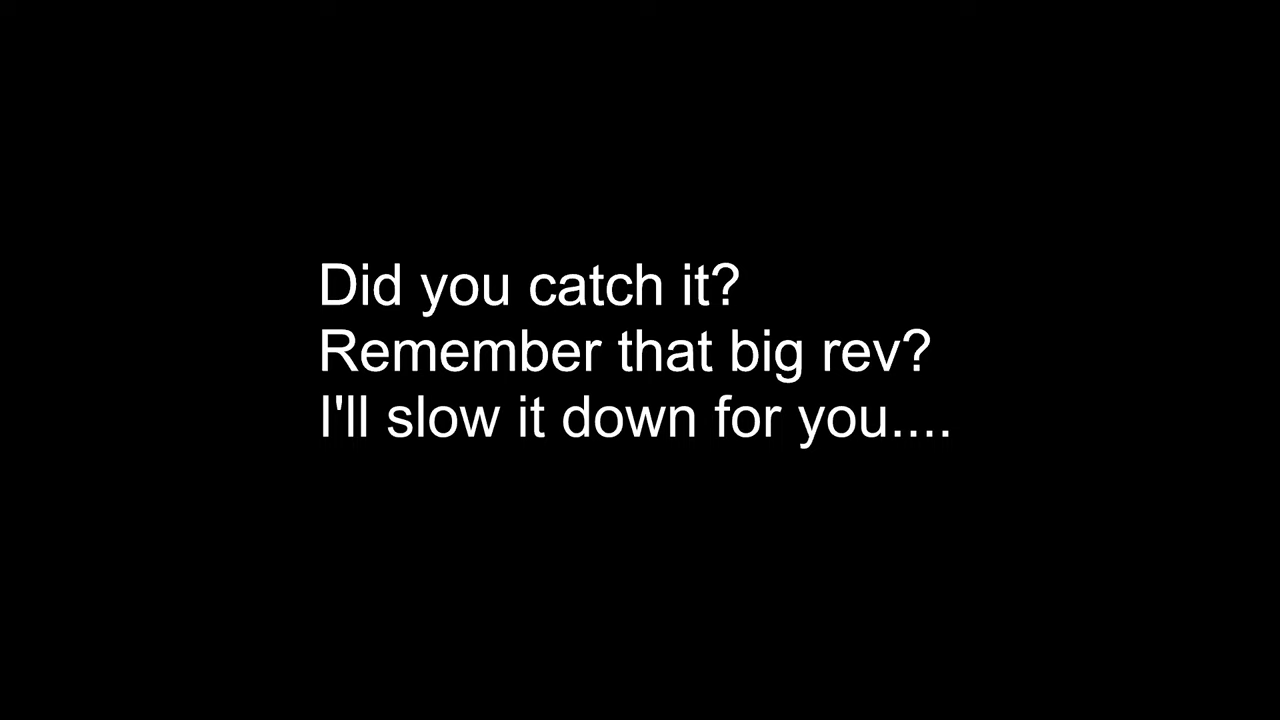 Did you catch it?
Remember that big rev?
I'll slow it down for you....